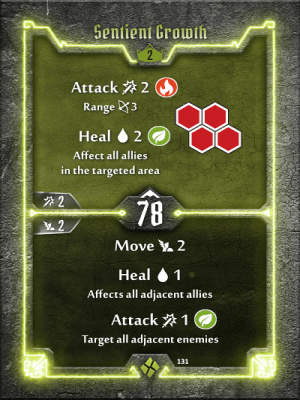 Sentient Growth
2
Attack 2
Range 3
Heal 2
Affect all allies
in the targeted area
2
78
2
Move 2
Heal 1
Affects all adjacent allies
Attack 1
Target all adjacent enemies
131